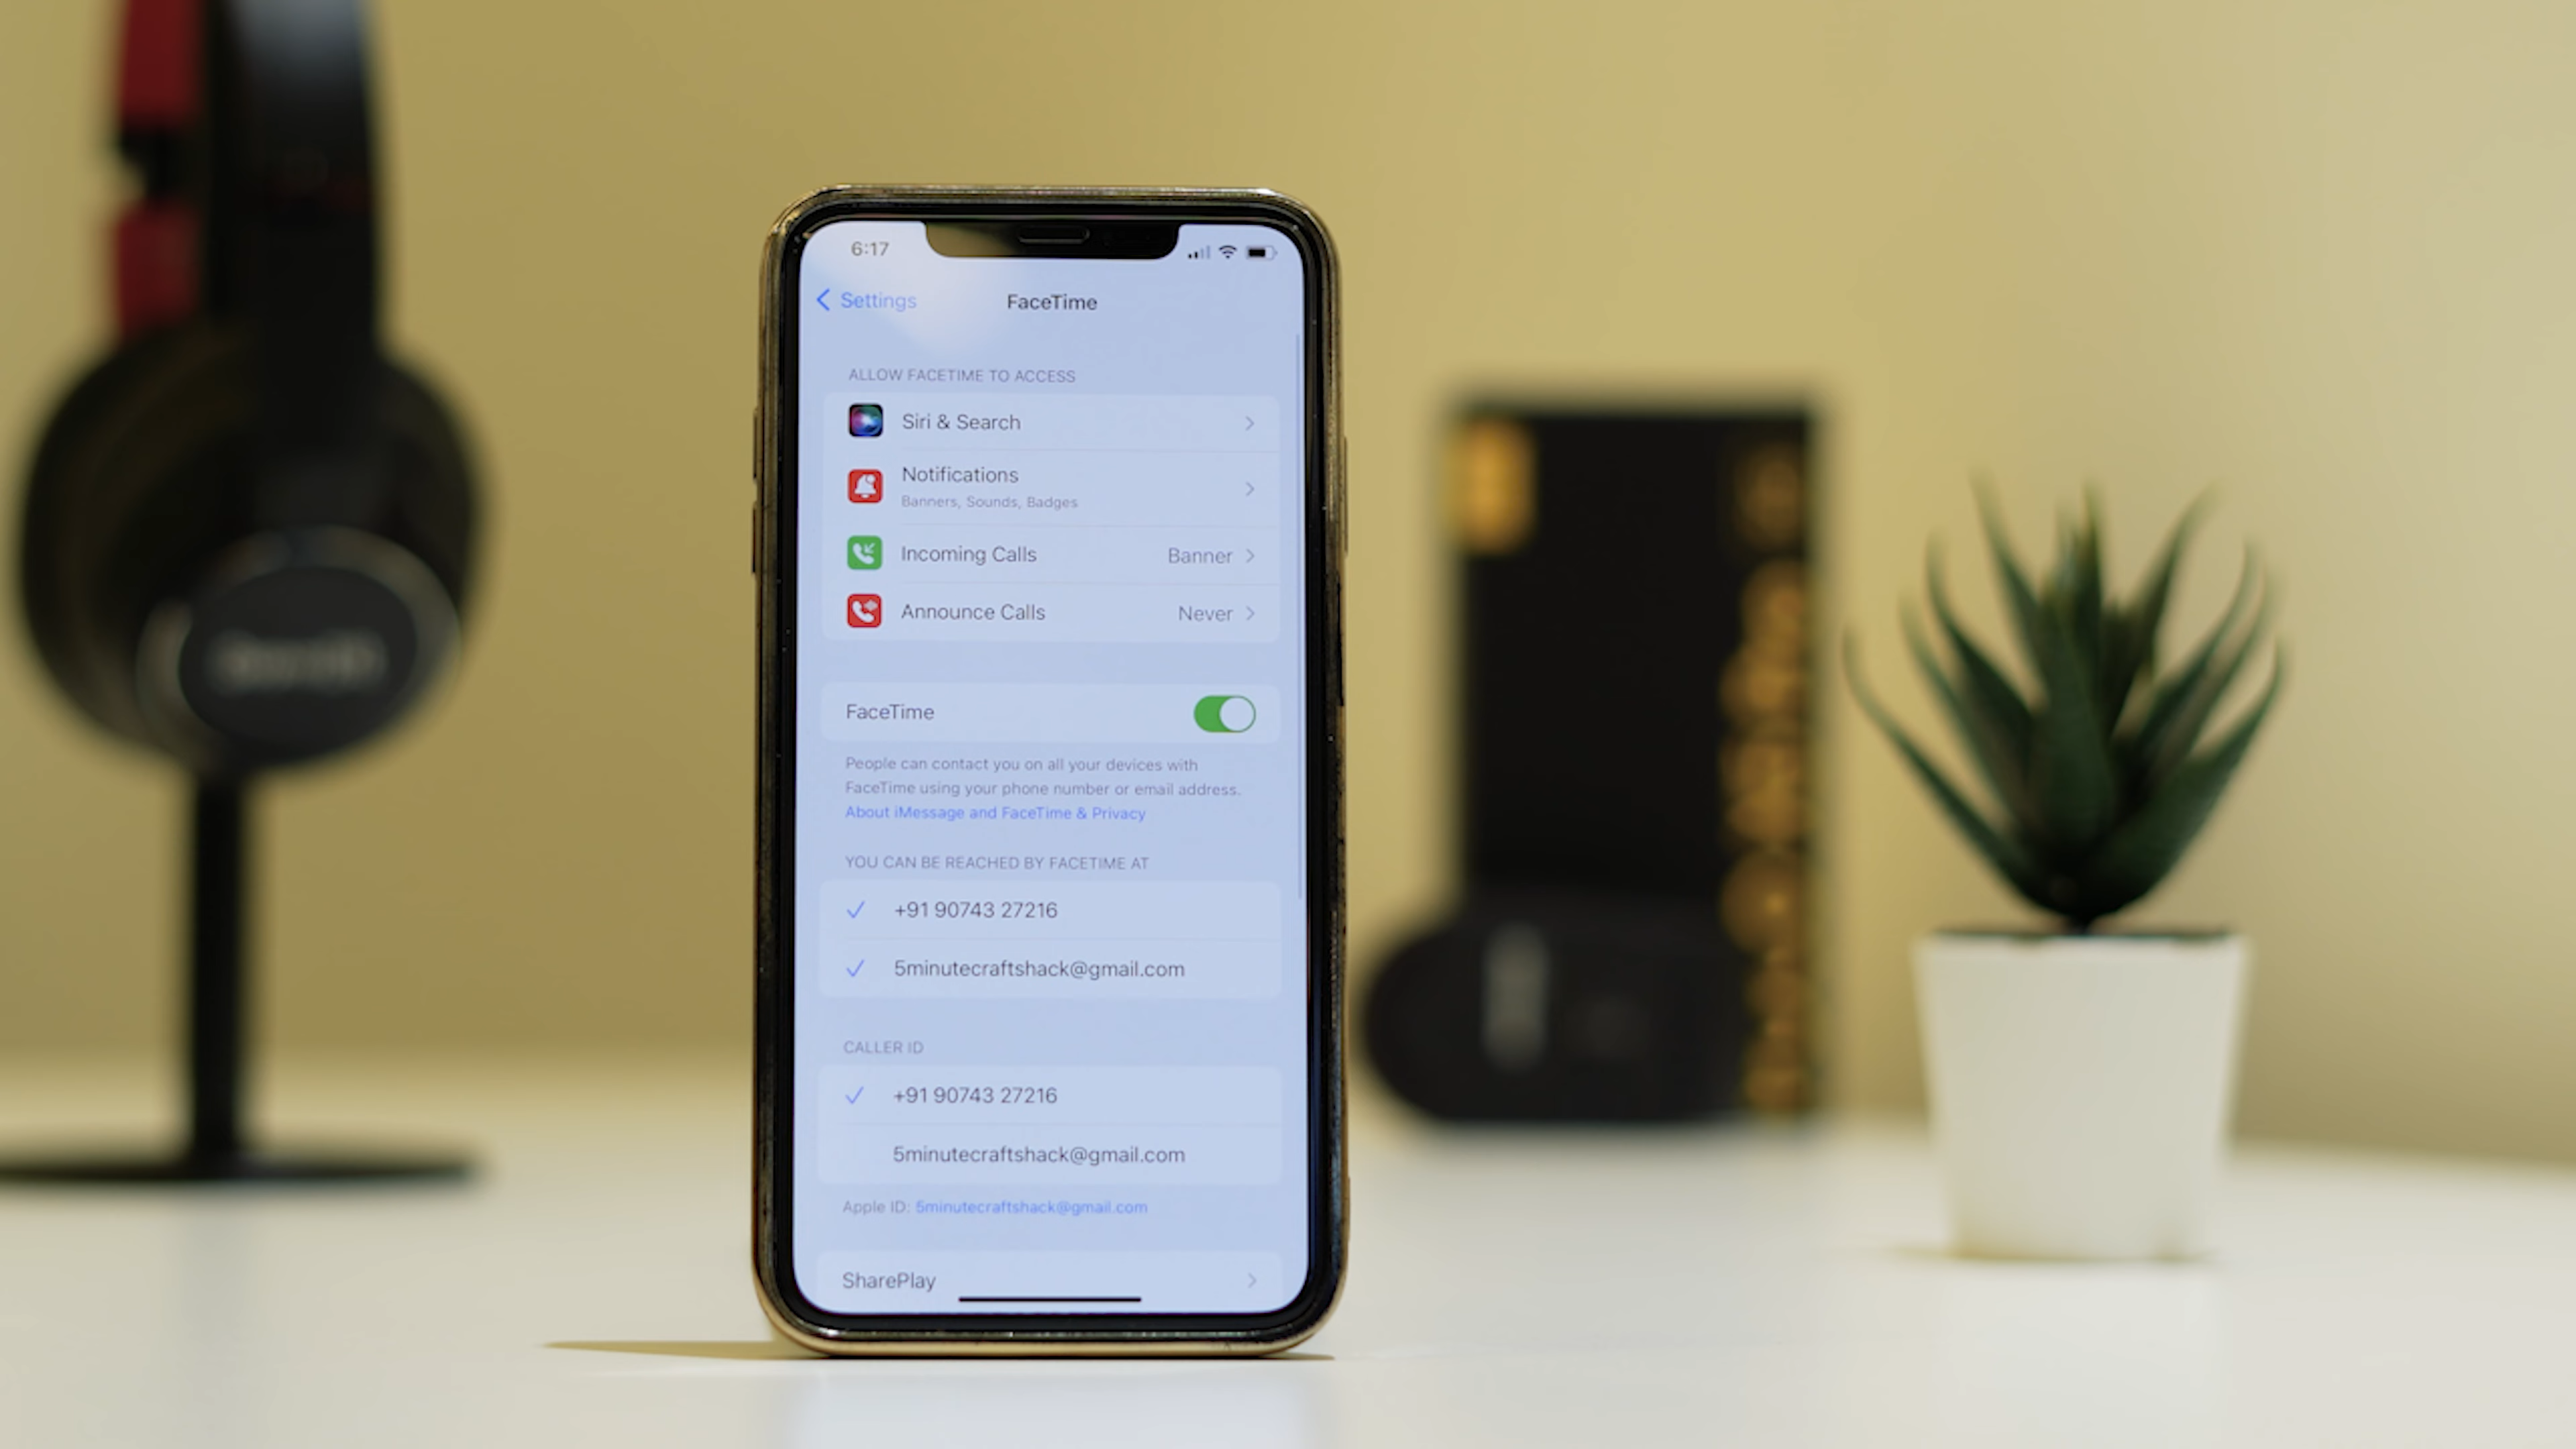 6:17
Settings
FaceTime
ALLOW FACETIME TO ACCESS
Siri & Search
Notifications
Banners, Sounds, Badges
Incoming Calls Banner
Announce Calls Never
FaceTime
People can contact you on all your devices with
FaceTime using your phone number or email address.
About iMessage and FaceTime & Privacy
YOU CAN BE REACHED BY FACETIME AT
+91 90743 27216
5minutecraftshack@gmail.com
CALLER ID
+91 90743 27216
5minutecraftshack@gmail.com
Apple ID: 5minutecraftshack@gmail.com
SharePlay